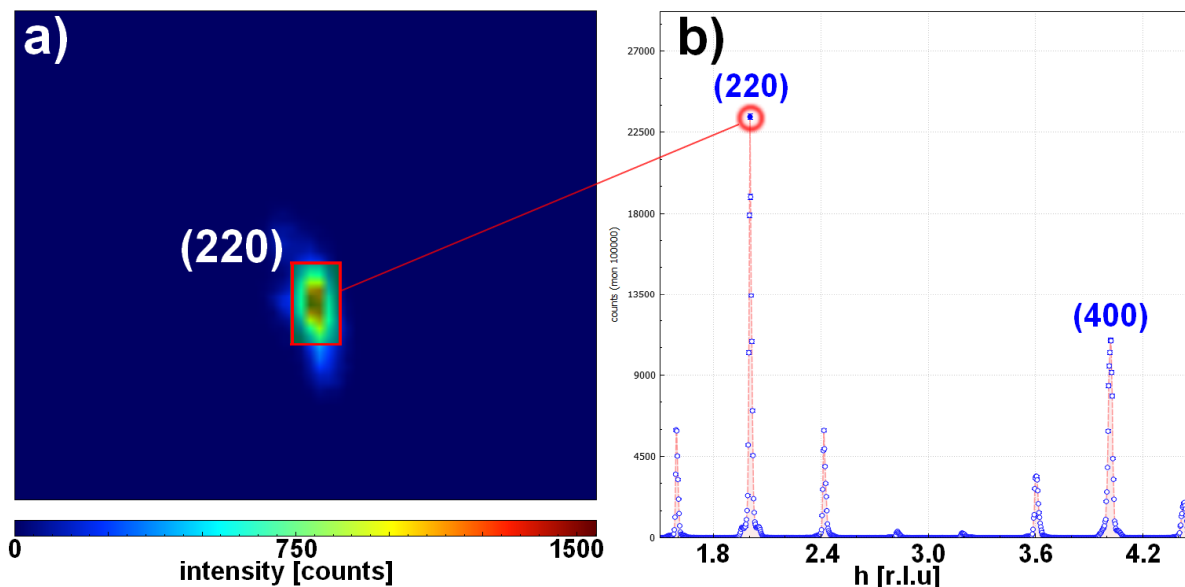 a)
(220)
0 750 1500
intensity [counts]
b)
(220)
(400)
27000
22500
18000
13500
9000
4500
0
counts (mon 100000)
1.8 2.4 3.0 3.6 4.2
h [r.l.u]